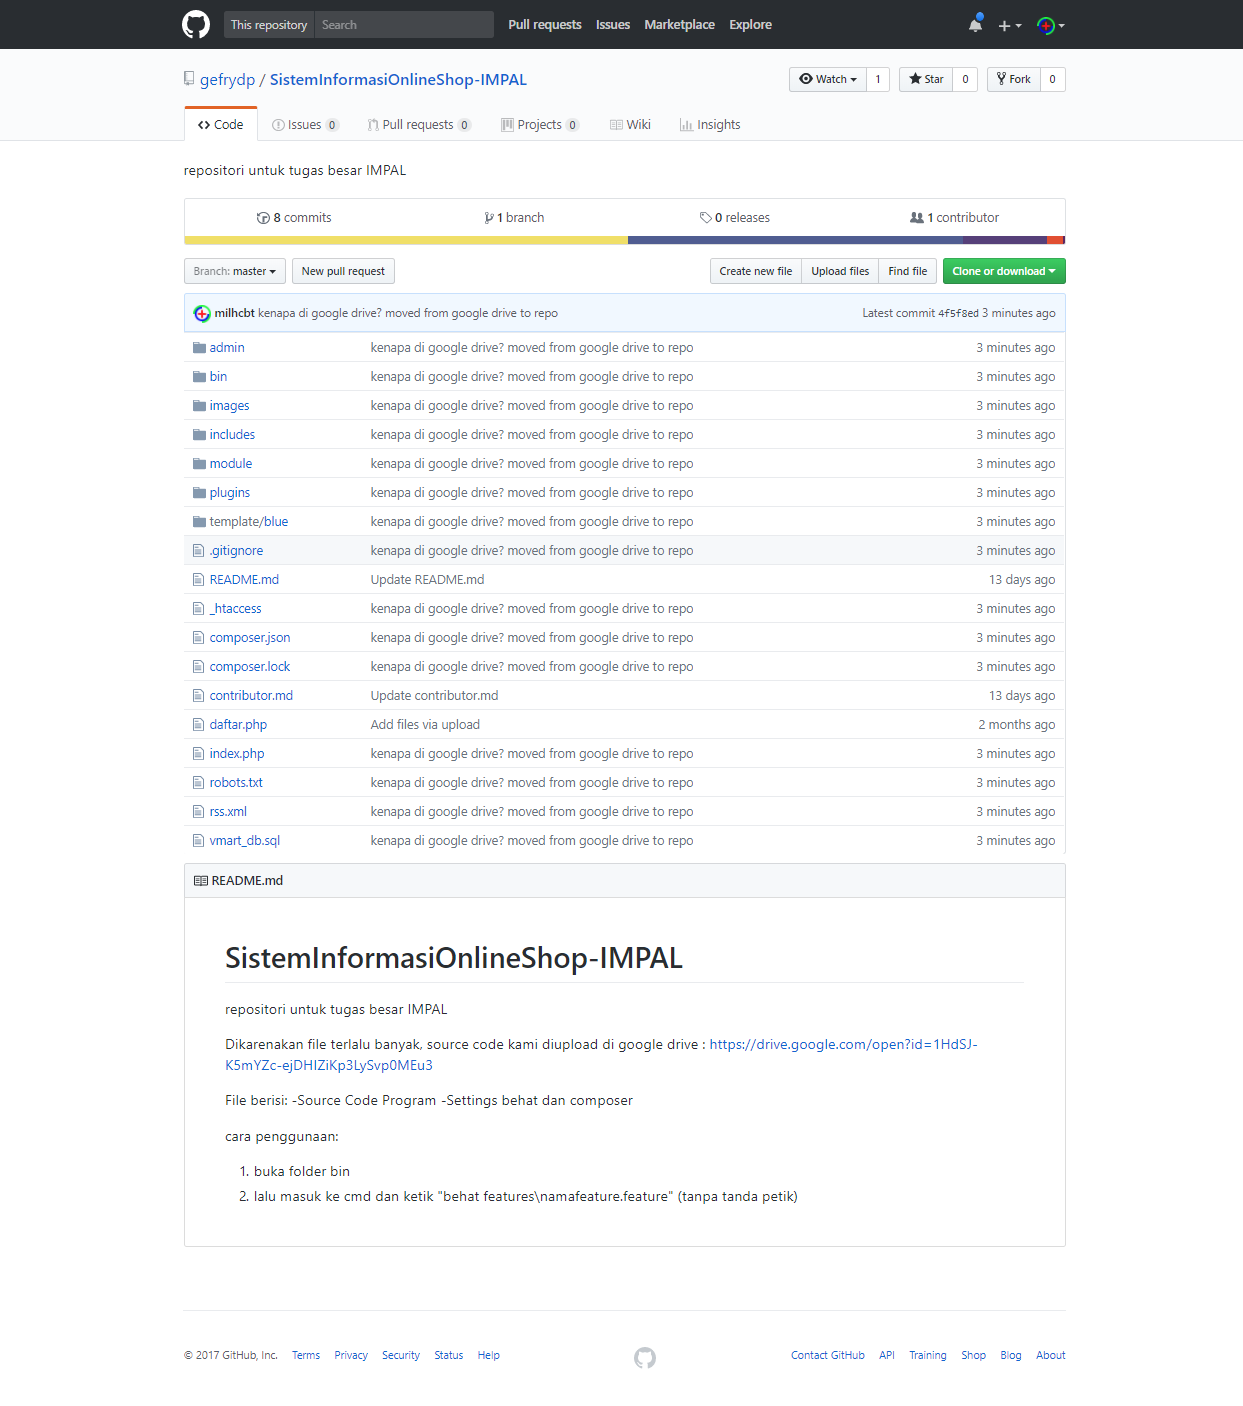 This repository Search Pull requests Issues Marketplace Explore
gefrydp / SistemInformasiOnlineShop-IMPAL Watch 1 Star 0 Fork 0
Code Issues 0 Pull requests 0 Projects 0 Wiki Insights
repositori untuk tugas besar IMPAL
8 commits 1 branch 0 releases 1 contributor
Branch: master New pull request Create new file Upload files Find file Clone or download
milhcbt kenapa di google drive? moved from google drive to repo Latest commit 4f5f8ed 3 minutes ago
admin kenapa di google drive? moved from google drive to repo 3 minutes ago
bin kenapa di google drive? moved from google drive to repo 3 minutes ago
images kenapa di google drive? moved from google drive to repo 3 minutes ago
includes kenapa di google drive? moved from google drive to repo 3 minutes ago
module kenapa di google drive? moved from google drive to repo 3 minutes ago
plugins kenapa di google drive? moved from google drive to repo 3 minutes ago
template/blue kenapa di google drive? moved from google drive to repo 3 minutes ago
.gitignore kenapa di google drive? moved from google drive to repo 3 minutes ago
README.md Update README.md 13 days ago
_htaccess kenapa di google drive? moved from google drive to repo 3 minutes ago
composer.json kenapa di google drive? moved from google drive to repo 3 minutes ago
composer.lock kenapa di google drive? moved from google drive to repo 3 minutes ago
contributor.md Update contributor.md 13 days ago
daftar.php Add files via upload 2 months ago
index.php kenapa di google drive? moved from google drive to repo 3 minutes ago
robots.txt kenapa di google drive? moved from google drive to repo 3 minutes ago
rss.xml kenapa di google drive? moved from google drive to repo 3 minutes ago
vmart_db.sql kenapa di google drive? moved from google drive to repo 3 minutes ago
README.md
SistemInformasiOnlineShop-IMPAL
repositori untuk tugas besar IMPAL
Dikarenakan file terlalu banyak, source code kami diupload di google drive : https://drive.google.com/open?id=1HdSJ-
K5mYZc-ejDHIZiKp3LySvp0MEu3
File berisi: -Source Code Program -Settings behat dan composer
cara penggunaan:
1. buka folder bin
2. lalu masuk ke cmd dan ketik "behat features\namafeature.feature" (tanpa tanda petik)
© 2017 GitHub, Inc. Terms Privacy Security Status Help Contact GitHub API Training Shop Blog About